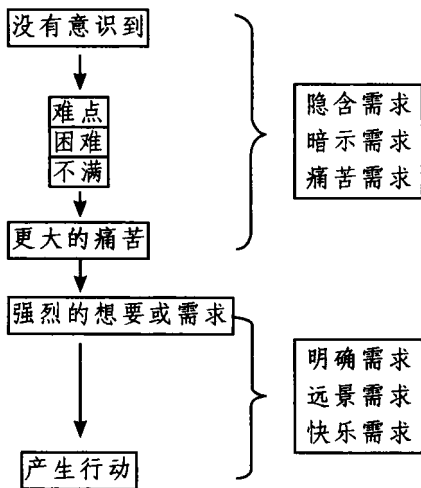 没有意识到
难点
困难
不满
更大的痛苦
隐含需求
暗示需求
痛苦需求
强烈的想要或需求
产生行动
明确需求
远景需求
快乐需求